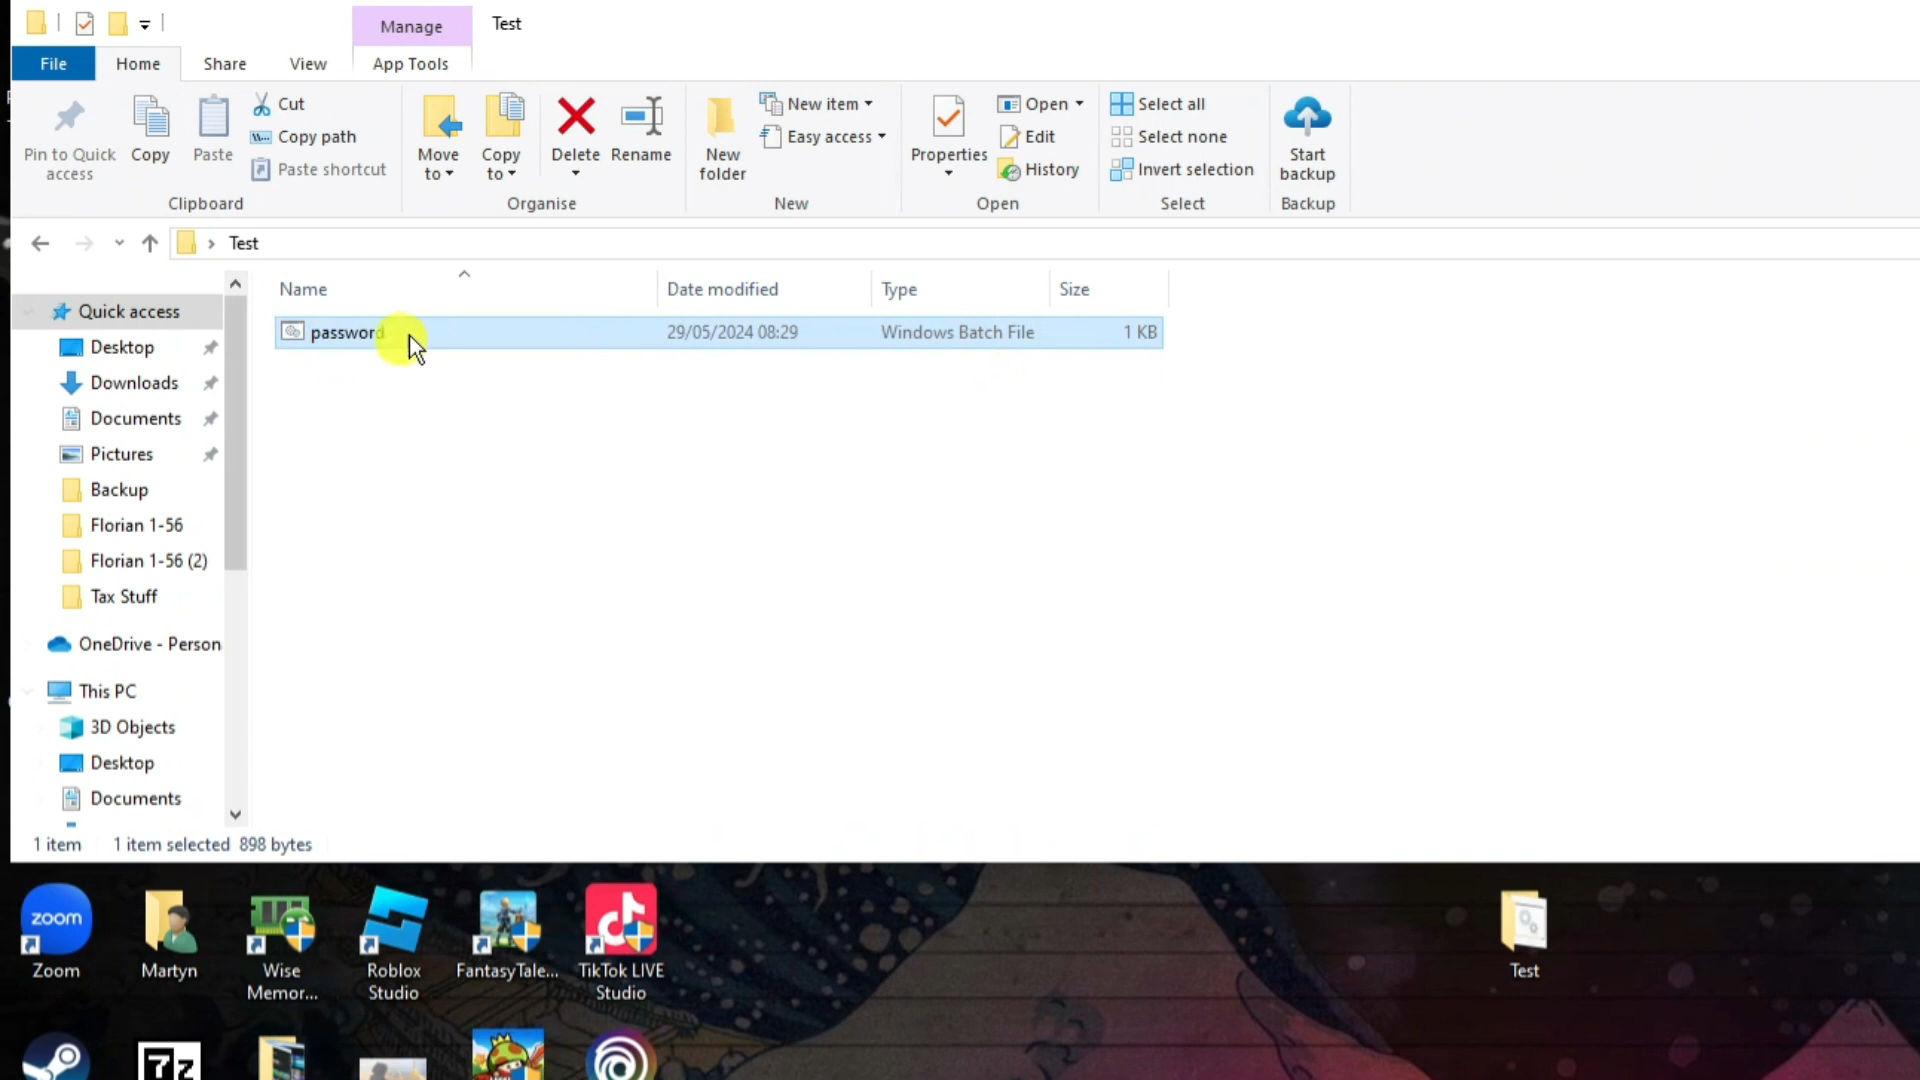 Manage
Test
File
Home
Share
View
App Tools
Pin to Quick
access
Copy
Paste
Cut
Copy path
Paste shortcut
Clipboard
Move
to
Copy
to
Delete
Rename
Organise
New
folder
New item
Easy access
New
Properties
Open
Edit
History
Open
Select all
Select none
Invert selection
Select
Start
backup
Backup
Test
Quick access
Desktop
Downloads
Documents
Pictures
Backup
Florian 1-56
Florian 1-56 (2)
Tax Stuff
OneDrive - Person
This PC
3D Objects
Desktop
Documents
Name
Date modified
Type
Size
password
29/05/2024 08:29
Windows Batch File
1 KB
1 item
1 item selected 898 bytes
zoom
Zoom
Martyn
Wise
Memor...
Roblox
Studio
FantasyTale...
TikTok LIVE
Studio
Test
7z